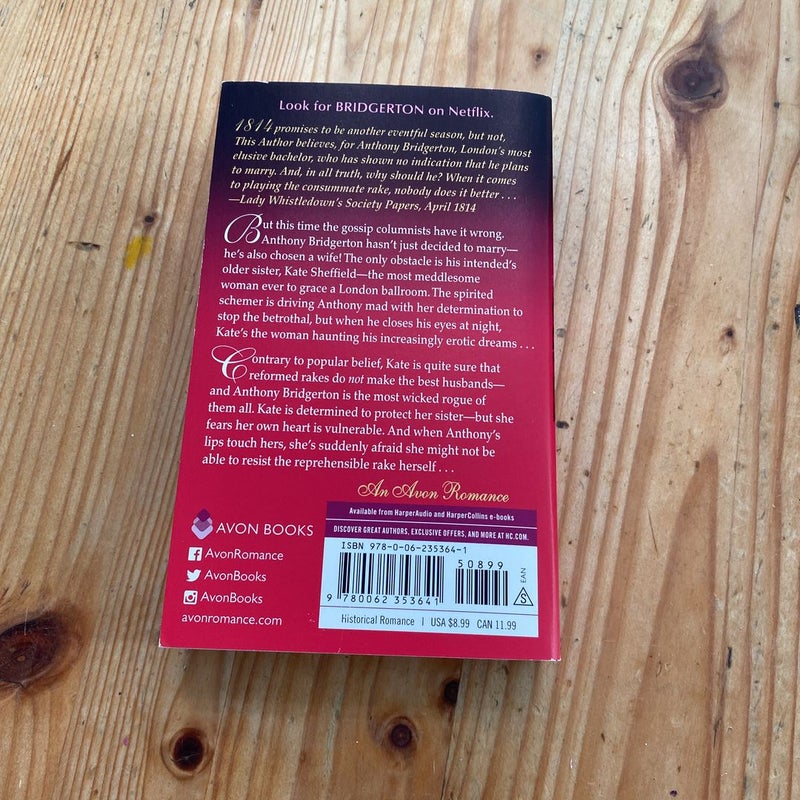 Look for BRIDGERTON on Netflix.
1814 promises to be another eventful season, but not,
This Author believes, for Anthony Bridgerton, London's most
elusive bachelor, who has shown no indication that he plans
to marry. And, in all truth, why should he? When it comes
to playing the consummate rake, nobody does it better . . .
—Lady Whistledown's Society Papers, April 1814
But this time the gossip columnists have it wrong.
Anthony Bridgerton hasn't just decided to marry—
he's also chosen a wife! The only obstacle is his intended's
older sister, Kate Sheffield—the most meddlesome
woman ever to grace a London ballroom. The spirited
schemer is driving Anthony mad with her determination to
stop the betrothal, but when he closes his eyes at night,
Kate's the woman haunting his increasingly erotic dreams . . .
Contrary to popular belief, Kate is quite sure that
reformed rakes do not make the best husbands—
and Anthony Bridgerton is the most wicked rogue of
them all. Kate is determined to protect her sister—but she
fears her own heart is vulnerable. And when Anthony's
lips touch hers, she's suddenly afraid she might not be
able to resist the reprehensible rake herself . . .
An Avon Romance
AVON BOOKS
AvonRomance
AvonBooks
AvonBooks
avonromance.com
Available from HarperAudio and HarperCollins e-books
DISCOVER GREAT AUTHORS, EXCLUSIVE OFFERS, AND MORE AT HC.COM.
ISBN 978-0-06-235364-1
50899
EAN
S
9 780062 353641
Historical Romance | USA $8.99 CAN 11.99